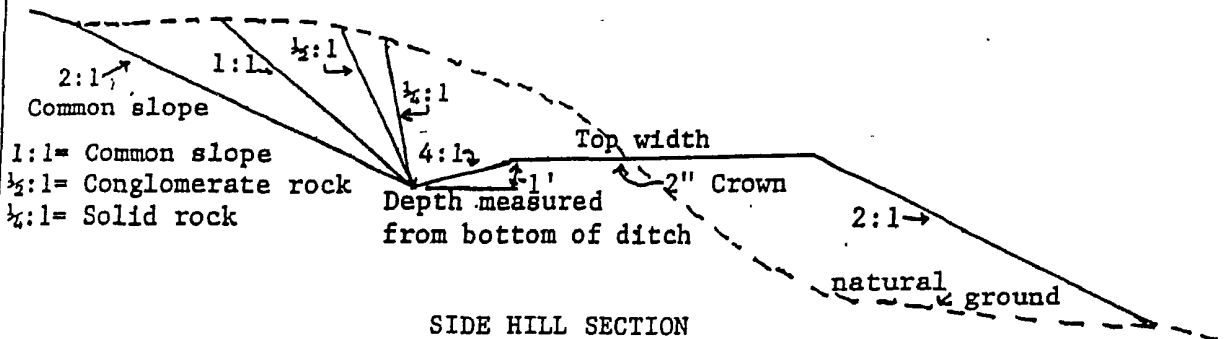 ½:1
1:1
2:1
Common slope
¼:1
4:1
Top width
1:1= Common slope
½:1= Conglomerate rock
¼:1= Solid rock
1'
2" Crown
Depth measured
from bottom of ditch
2:1
natural
ground
SIDE HILL SECTION